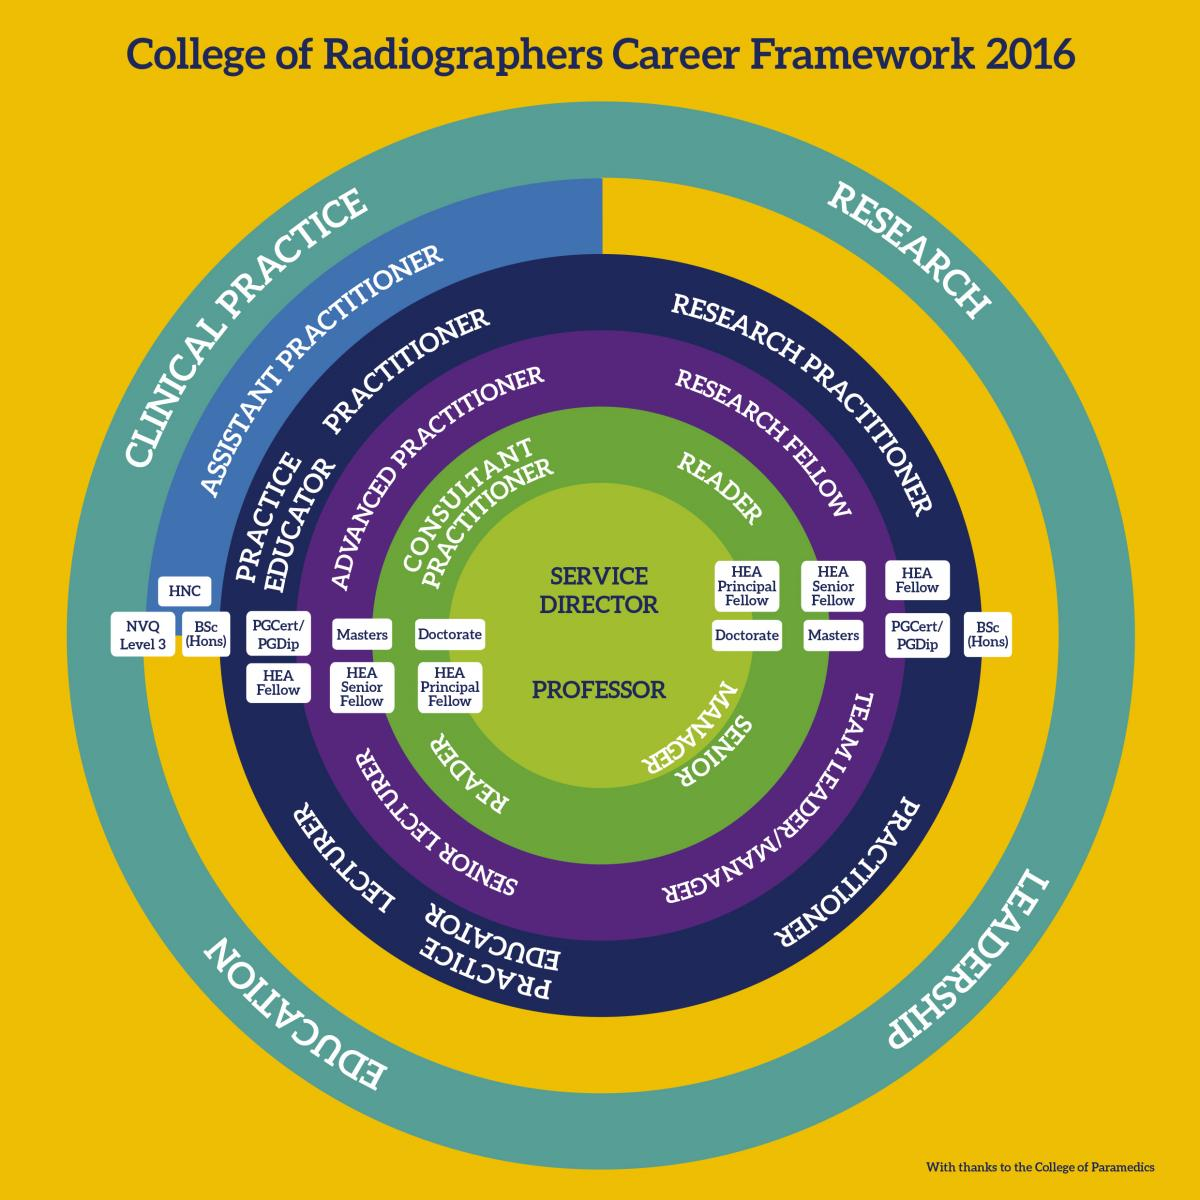 College of Radiographers Career Framework 2016
CLINICAL PRACTICE
RESEARCH
ASSISTANT PRACTITIONER
PRACTITIONER
PRACTICE
EDUCATOR
RESEARCH PRACTITIONER
ADVANCED PRACTITIONER
RESEARCH FELLOW
CONSULTANT
PRACTITIONER
READER
SERVICE
DIRECTOR
PROFESSOR
HNC
NVQ
Level 3
BSc
(Hons)
PGCert/
PGDip
HEA
Fellow
Masters
HEA
Senior
Fellow
Doctorate
HEA
Principal
Fellow
HEA
Principal
Fellow
Doctorate
HEA
Senior
Fellow
Masters
HEA
Fellow
PGCert/
PGDip
BSc
(Hons)
READER
SENIOR
MANAGER
SENIOR LECTURER
TEAM LEADER/MANAGER
LECTURER
PRACTICE
EDUCATOR
PRACTITIONER
EDUCATION
LEADERSHIP
With thanks to the College of Paramedics